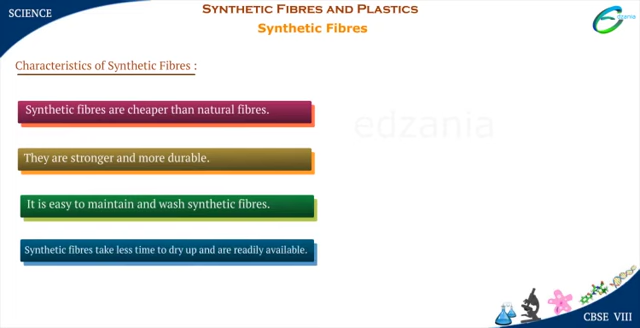 SCIENCE
Synthetic Fibres and Plastics
Synthetic Fibres
edzania
Characteristics of Synthetic Fibres :
Synthetic fibres are cheaper than natural fibres.
edzania
They are stronger and more durable.
It is easy to maintain and wash synthetic fibres.
Synthetic fibres take less time to dry up and are readily available.
CBSE VIII